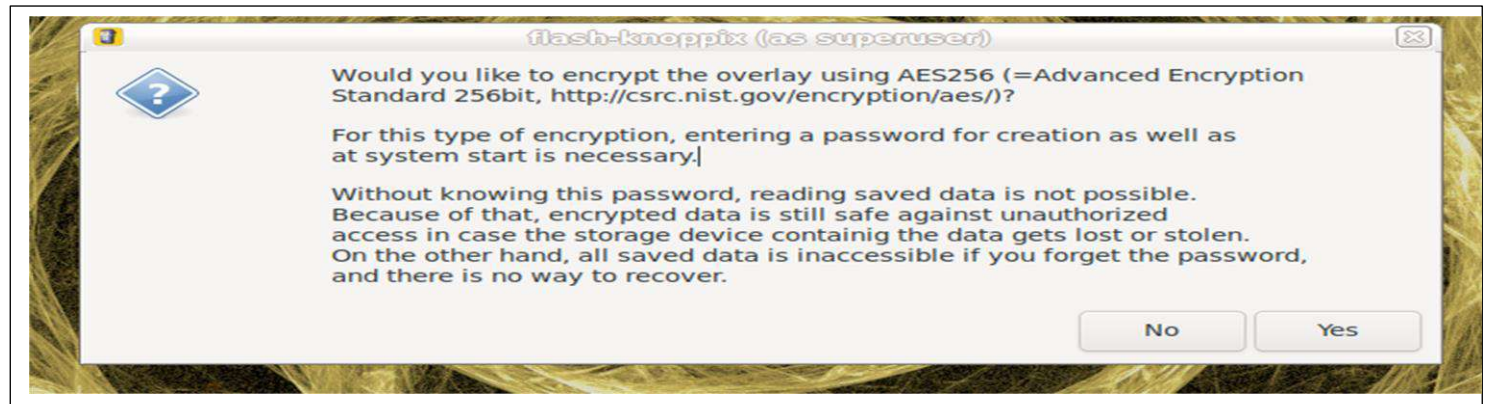 flash-knoppix (as superuser)
Would you like to encrypt the overlay using AES256 (=Advanced Encryption
Standard 256bit, http://csrc.nist.gov/encryption/aes/)?
For this type of encryption, entering a password for creation as well as
at system start is necessary.
Without knowing this password, reading saved data is not possible.
Because of that, encrypted data is still safe against unauthorized
access in case the storage device containig the data gets lost or stolen.
On the other hand, all saved data is inaccessible if you forget the password,
and there is no way to recover.
No Yes